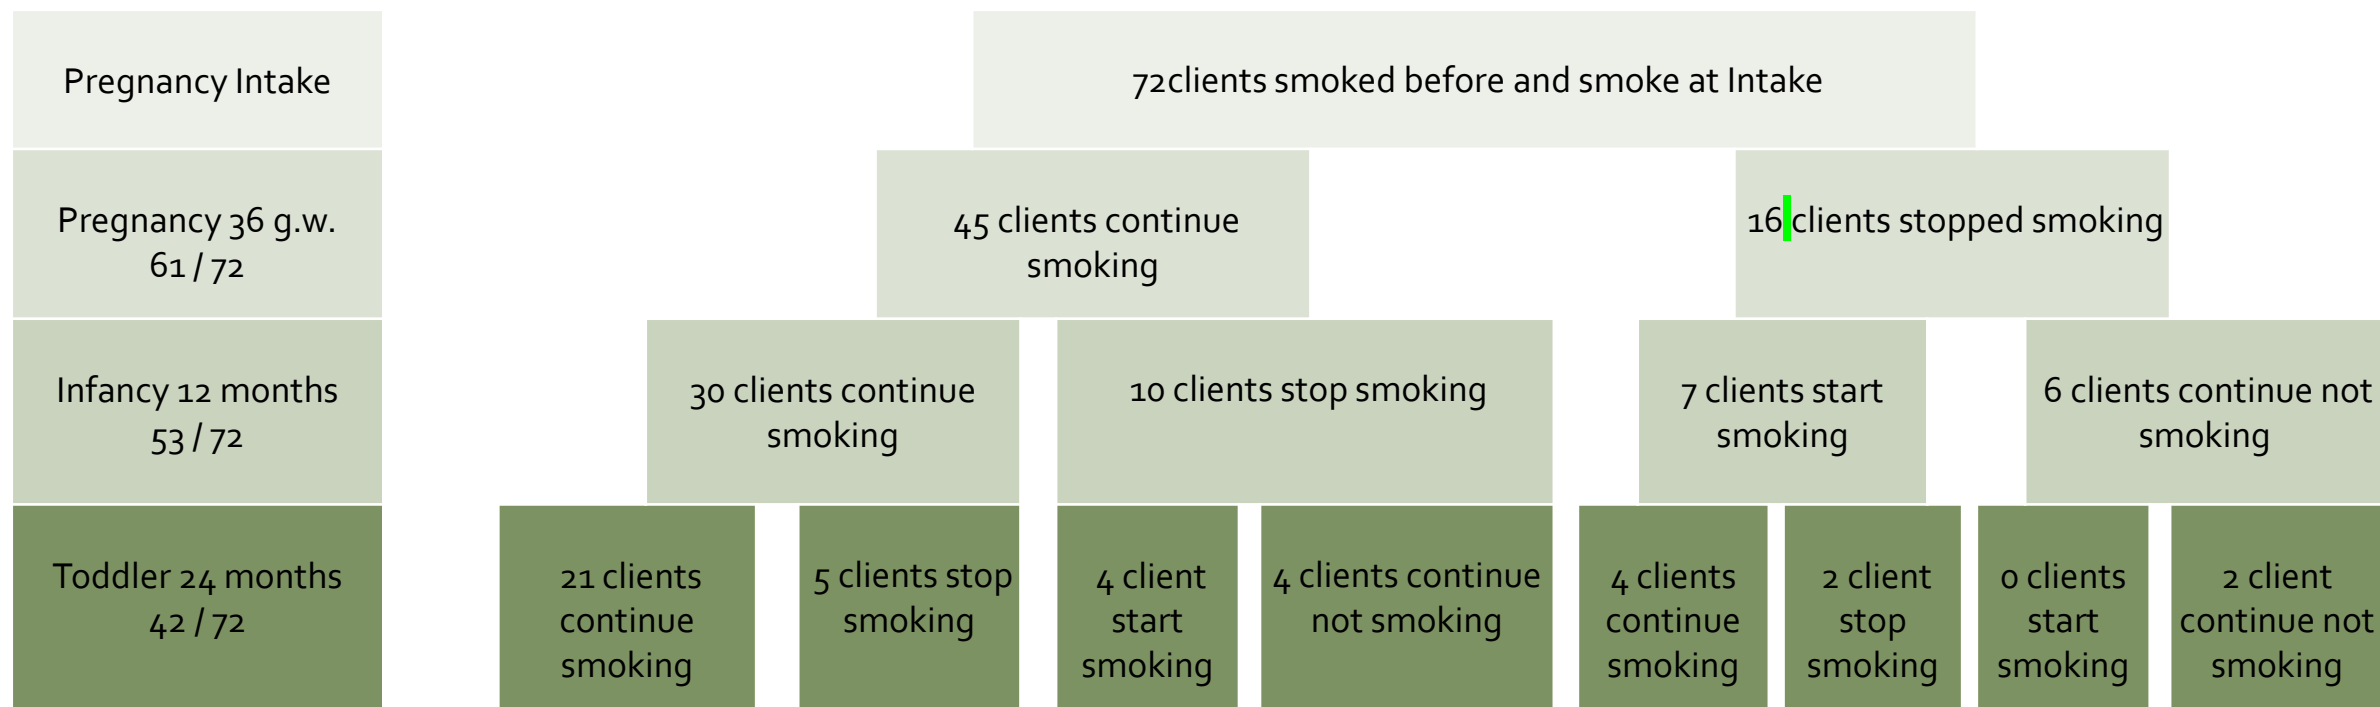 Pregnancy Intake
72clients smoked before and smoke at Intake
Pregnancy 36 g.w.
61 / 72
45 clients continue
smoking
16 clients stopped smoking
Infancy 12 months
53 / 72
30 clients continue
smoking
10 clients stop smoking
7 clients start
smoking
6 clients continue not
smoking
Toddler 24 months
42 / 72
21 clients
continue
smoking
5 clients stop
smoking
4 client
start
smoking
4 clients continue
not smoking
4 clients
continue
smoking
2 client
stop
smoking
0 clients
start
smoking
2 client
continue not
smoking